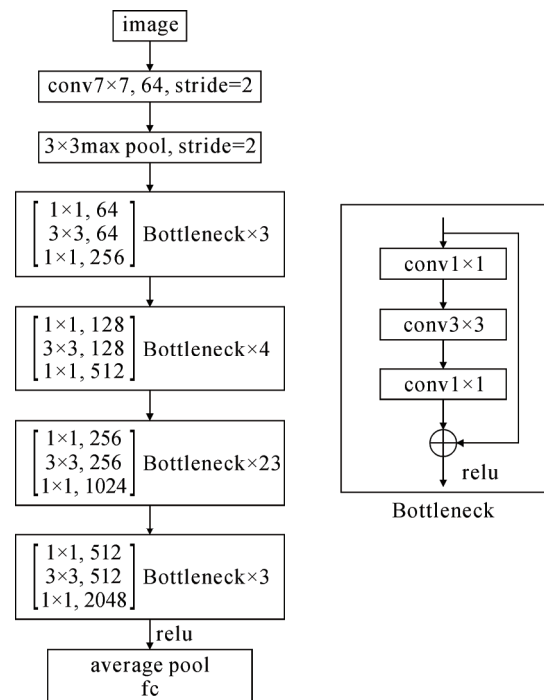 image
conv7×7, 64, stride=2
3×3max pool, stride=2
1×1, 64
3×3, 64 Bottleneck×3
1×1, 256
1×1, 128
3×3, 128 Bottleneck×4
1×1, 512
1×1, 256
3×3, 256 Bottleneck×23
1×1, 1024
1×1, 512
3×3, 512 Bottleneck×3
1×1, 2048
relu
average pool
fc
conv1×1
conv3×3
conv1×1
relu
Bottleneck